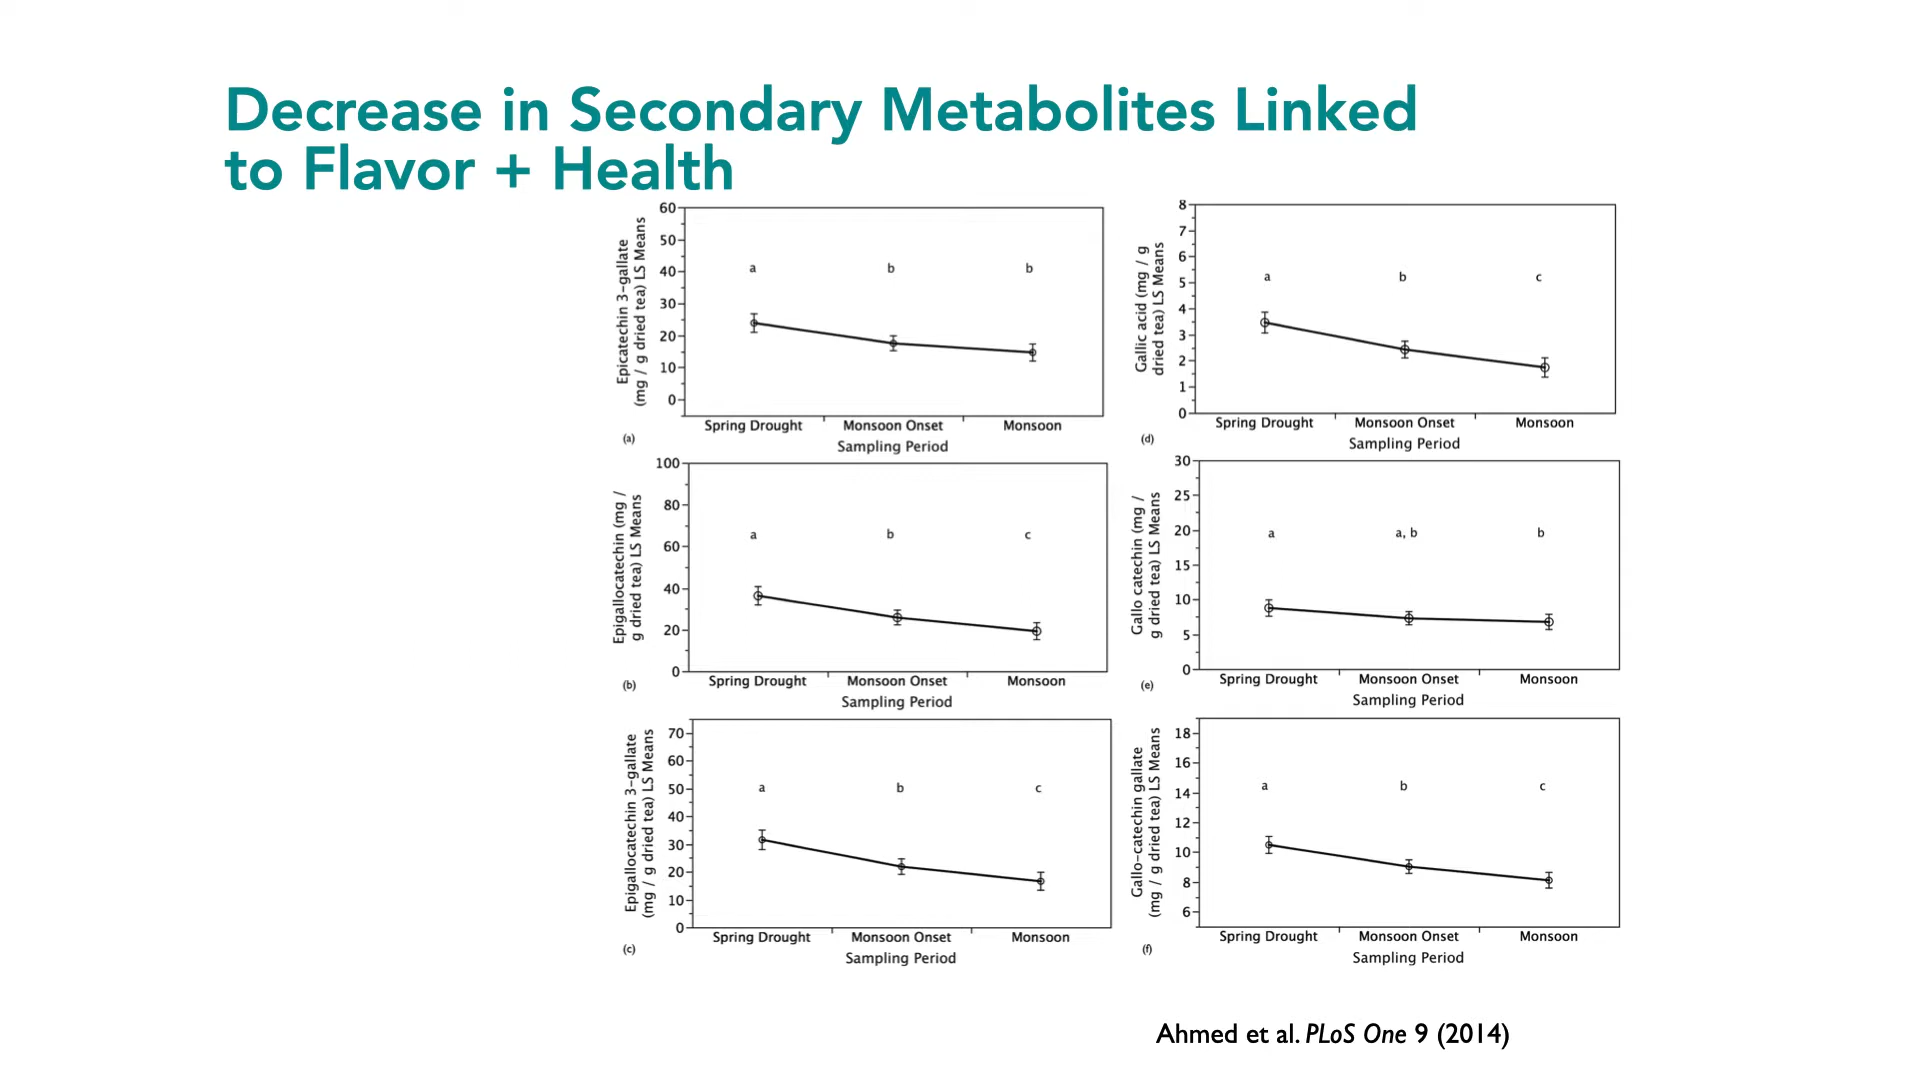 Decrease in Secondary Metabolites Linked
to Flavor + Health
Epicatechin 3-gallate
(mg / g dried tea) LS Means
60
50
40
30
20
10
0
a b b
Spring Drought Monsoon Onset Monsoon
Sampling Period
(a)
Epigallocatechin (mg /
g dried tea) LS Means
100
80
60
40
20
0
a b c
Spring Drought Monsoon Onset Monsoon
Sampling Period
(b)
Epigallocatechin 3-gallate
(mg / g dried tea) LS Means
70
60
50
40
30
20
10
0
a b c
Spring Drought Monsoon Onset Monsoon
Sampling Period
(c)
Gallic acid (mg / g
dried tea) LS Means
8
7
6
5
4
3
2
1
0
a b c
Spring Drought Monsoon Onset Monsoon
Sampling Period
(d)
Gallo catechin (mg /
g dried tea) LS Means
30
25
20
15
10
5
0
a a, b b
Spring Drought Monsoon Onset Monsoon
Sampling Period
(e)
Gallo-catechin gallate
(mg / g dried tea) LS Means
18
16
14
12
10
8
6
a b c
Spring Drought Monsoon Onset Monsoon
Sampling Period
(f)
Ahmed et al. PLoS One 9 (2014)